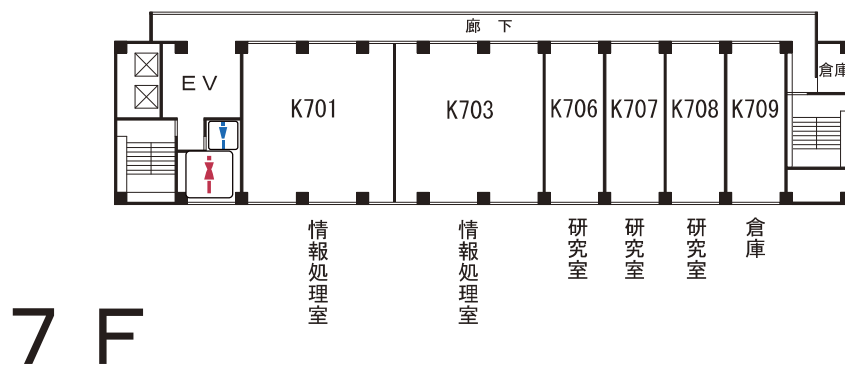 廊下
倉庫
EV
K701
K703
K706
K707
K708
K709
情報処理室
情報処理室
研究室
研究室
研究室
倉庫
7F